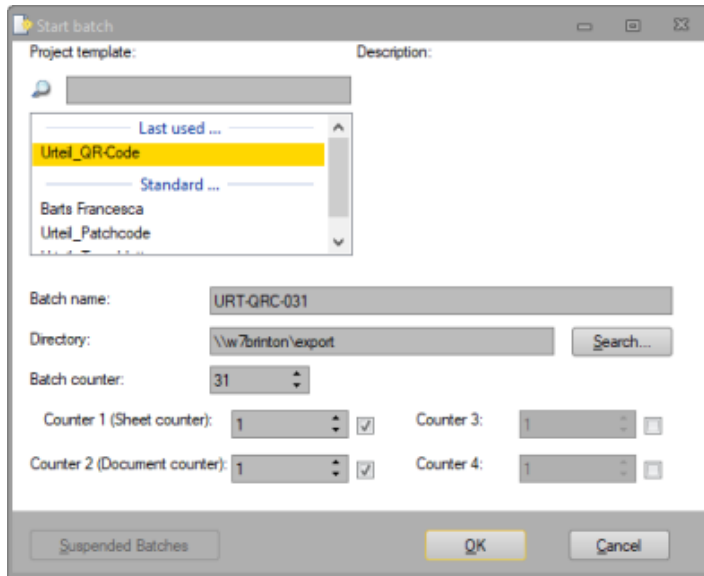 Start batch
Project template:
Description:
Last used ...
Urteil_QR-Code
Standard ...
Barts Francesca
Urteil_Patchcode
Batch name:
URT-QRC-031
Directory:
\\w7brinton\export
Search...
Batch counter:
31
Counter 1 (Sheet counter):
1
Counter 3:
1
Counter 2 (Document counter):
1
Counter 4:
1
Suspended Batches
OK
Cancel